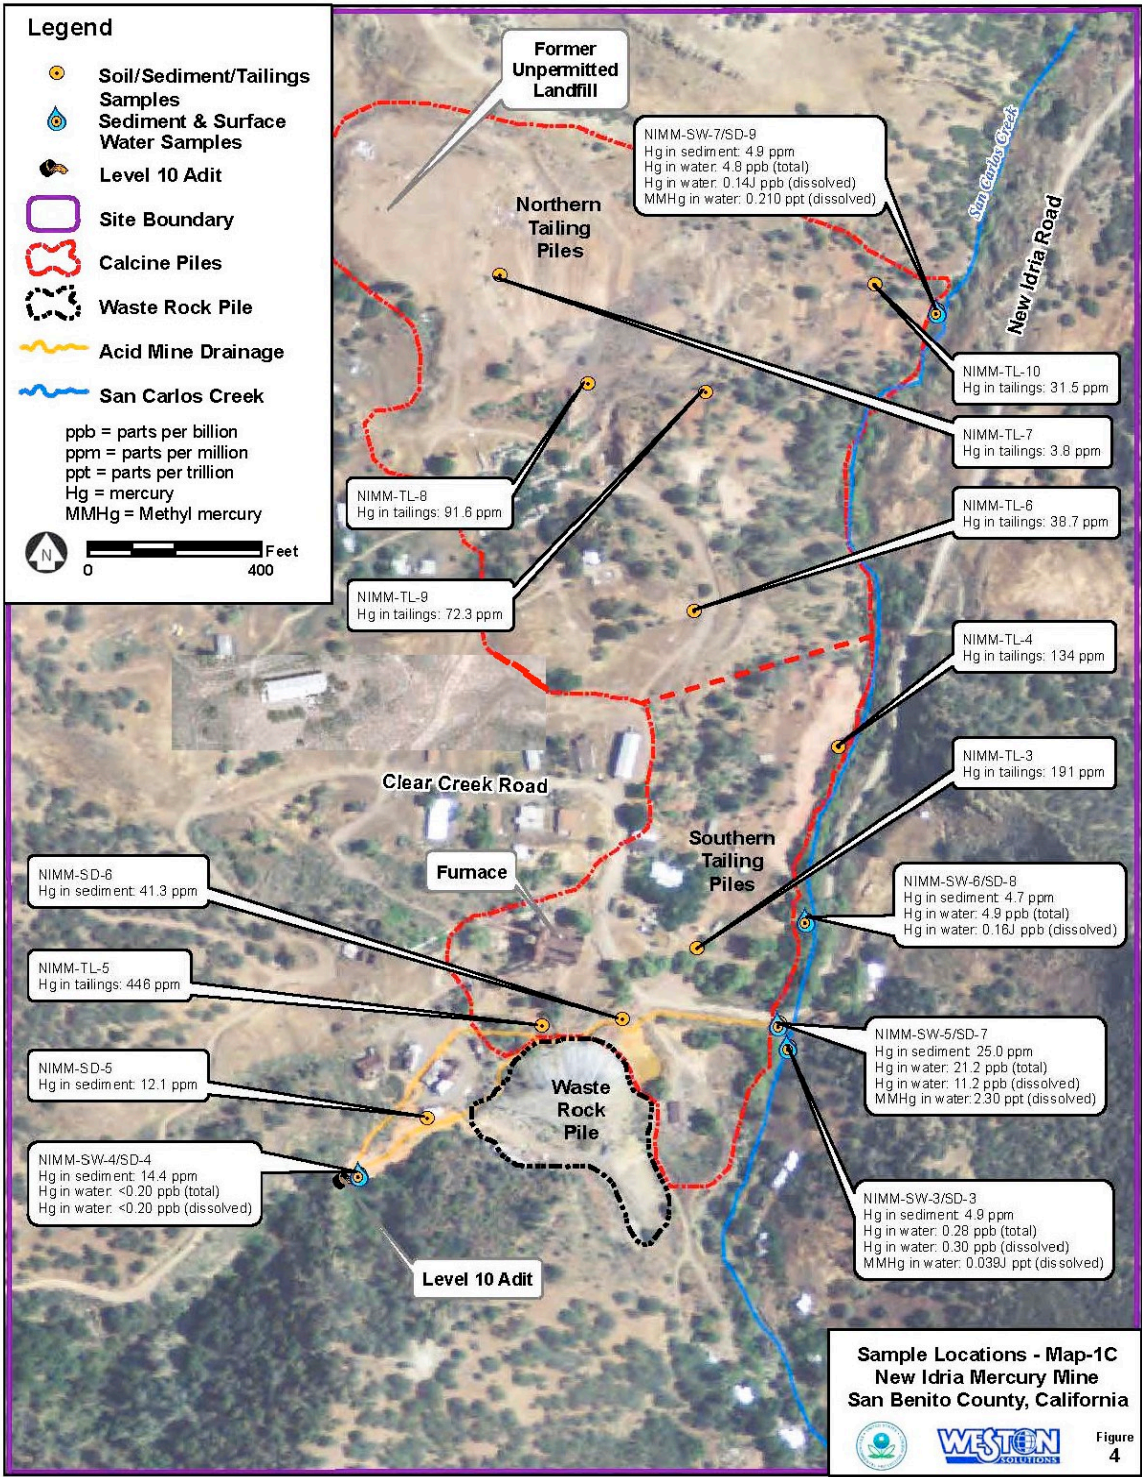 Legend
Soil/Sediment/Tailings
Samples
Sediment & Surface
Water Samples
Level 10 Adit
Site Boundary
Calcine Piles
Waste Rock Pile
Acid Mine Drainage
San Carlos Creek
ppb = parts per billion
ppm = parts per million
ppt = parts per trillion
Hg = mercury
MMHg = Methyl mercury
N
Feet
0
400
Former
Unpermitted
Landfill
NIMM-SW-7/SD-9
Hg in sediment: 4.9 ppm
Hg in water: 4.8 ppb (total)
Hg in water: 0.14J ppb (dissolved)
MMHg in water: 0.210 ppt (dissolved)
San Carlos Creek
New Idria Road
Northern
Tailing
Piles
NIMM-TL-10
Hg in tailings: 31.5 ppm
NIMM-TL-7
Hg in tailings: 3.8 ppm
NIMM-TL-8
Hg in tailings: 91.6 ppm
NIMM-TL-6
Hg in tailings: 38.7 ppm
NIMM-TL-9
Hg in tailings: 72.3 ppm
NIMM-TL-4
Hg in tailings: 134 ppm
NIMM-TL-3
Hg in tailings: 191 ppm
Clear Creek Road
Southern
Tailing
Piles
Furnace
NIMM-SD-6
Hg in sediment: 41.3 ppm
NIMM-SW-6/SD-8
Hg in sediment: 4.7 ppm
Hg in water: 4.9 ppb (total)
Hg in water: 0.16J ppb (dissolved)
NIMM-TL-5
Hg in tailings: 446 ppm
NIMM-SW-5/SD-7
Hg in sediment: 25.0 ppm
Hg in water: 21.2 ppb (total)
Hg in water: 11.2 ppb (dissolved)
MMHg in water: 2.30 ppt (dissolved)
NIMM-SD-5
Hg in sediment: 12.1 ppm
Waste
Rock
Pile
NIMM-SW-4/SD-4
Hg in sediment: 14.4 ppm
Hg in water: <0.20 ppb (total)
Hg in water: <0.20 ppb (dissolved)
NIMM-SW-3/SD-3
Hg in sediment: 4.9 ppm
Hg in water: 0.28 ppb (total)
Hg in water: 0.30 ppb (dissolved)
MMHg in water: 0.039J ppt (dissolved)
Level 10 Adit
Sample Locations - Map-1C
New Idria Mercury Mine
San Benito County, California
WESTON
SOLUTIONS
Figure
4